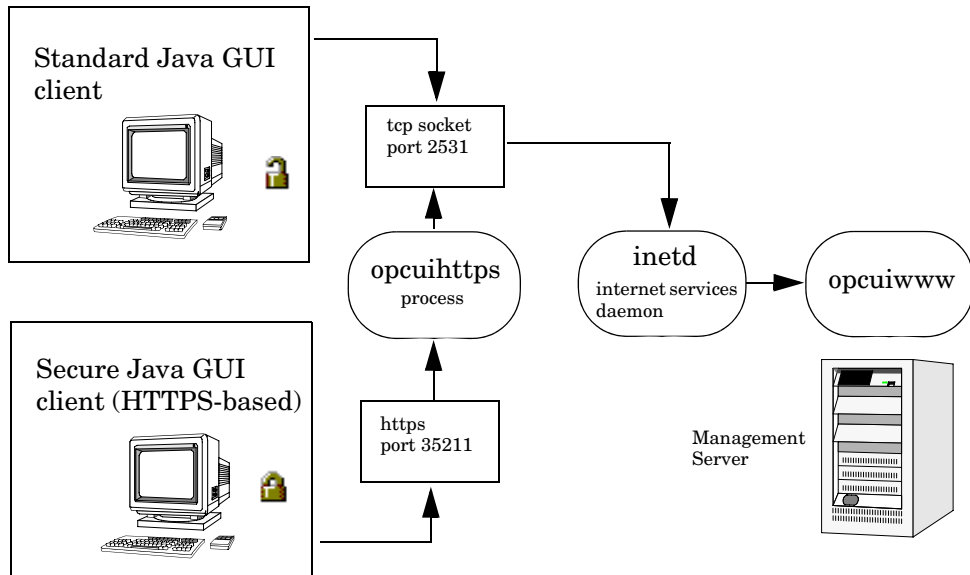 Standard Java GUI
client
tcp socket
port 2531
opcuihttps
process
inetd
internet services
daemon
opcuiwww
Secure Java GUI
client (HTTPS-based)
https
port 35211
Management
Server